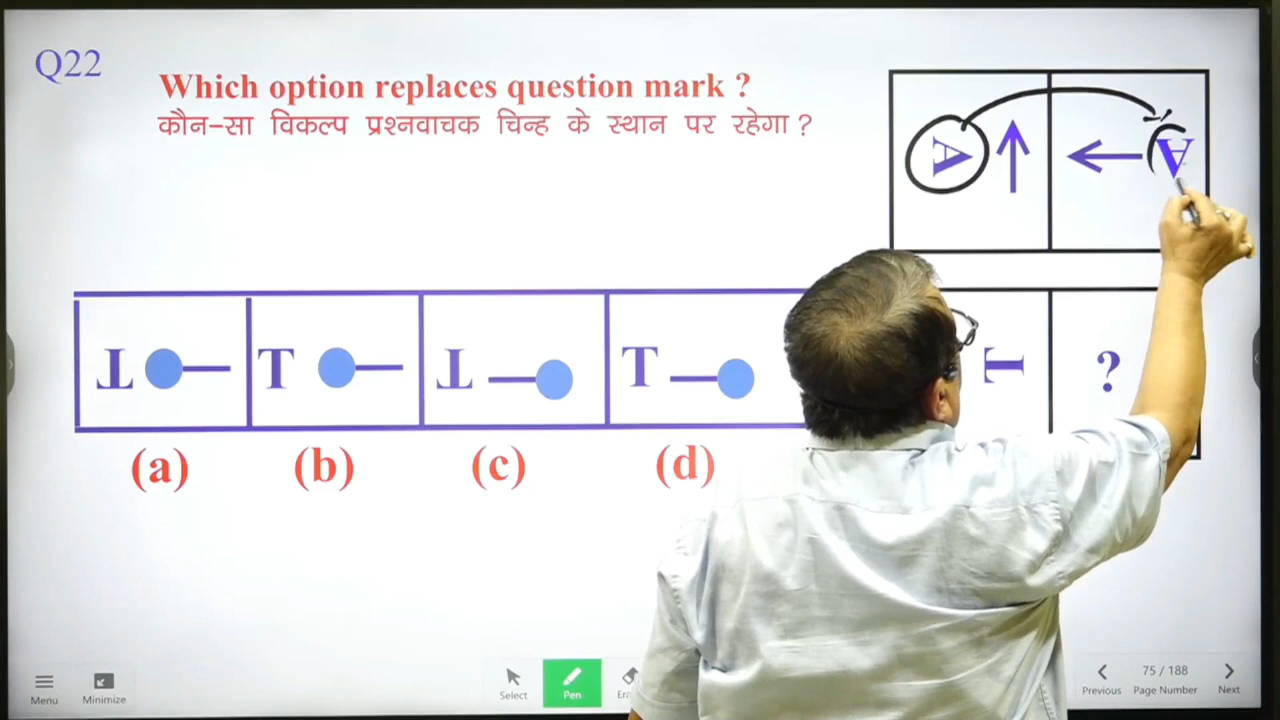 Q22
Which option replaces question mark ?
कौन-सा विकल्प प्रश्नवाचक चिन्ह के स्थान पर रहेगा ?
A A
T T T T T ?
(a) (b) (c) (d)
Menu Minimize Select Pen Previous 75 / 188 Page Number Next